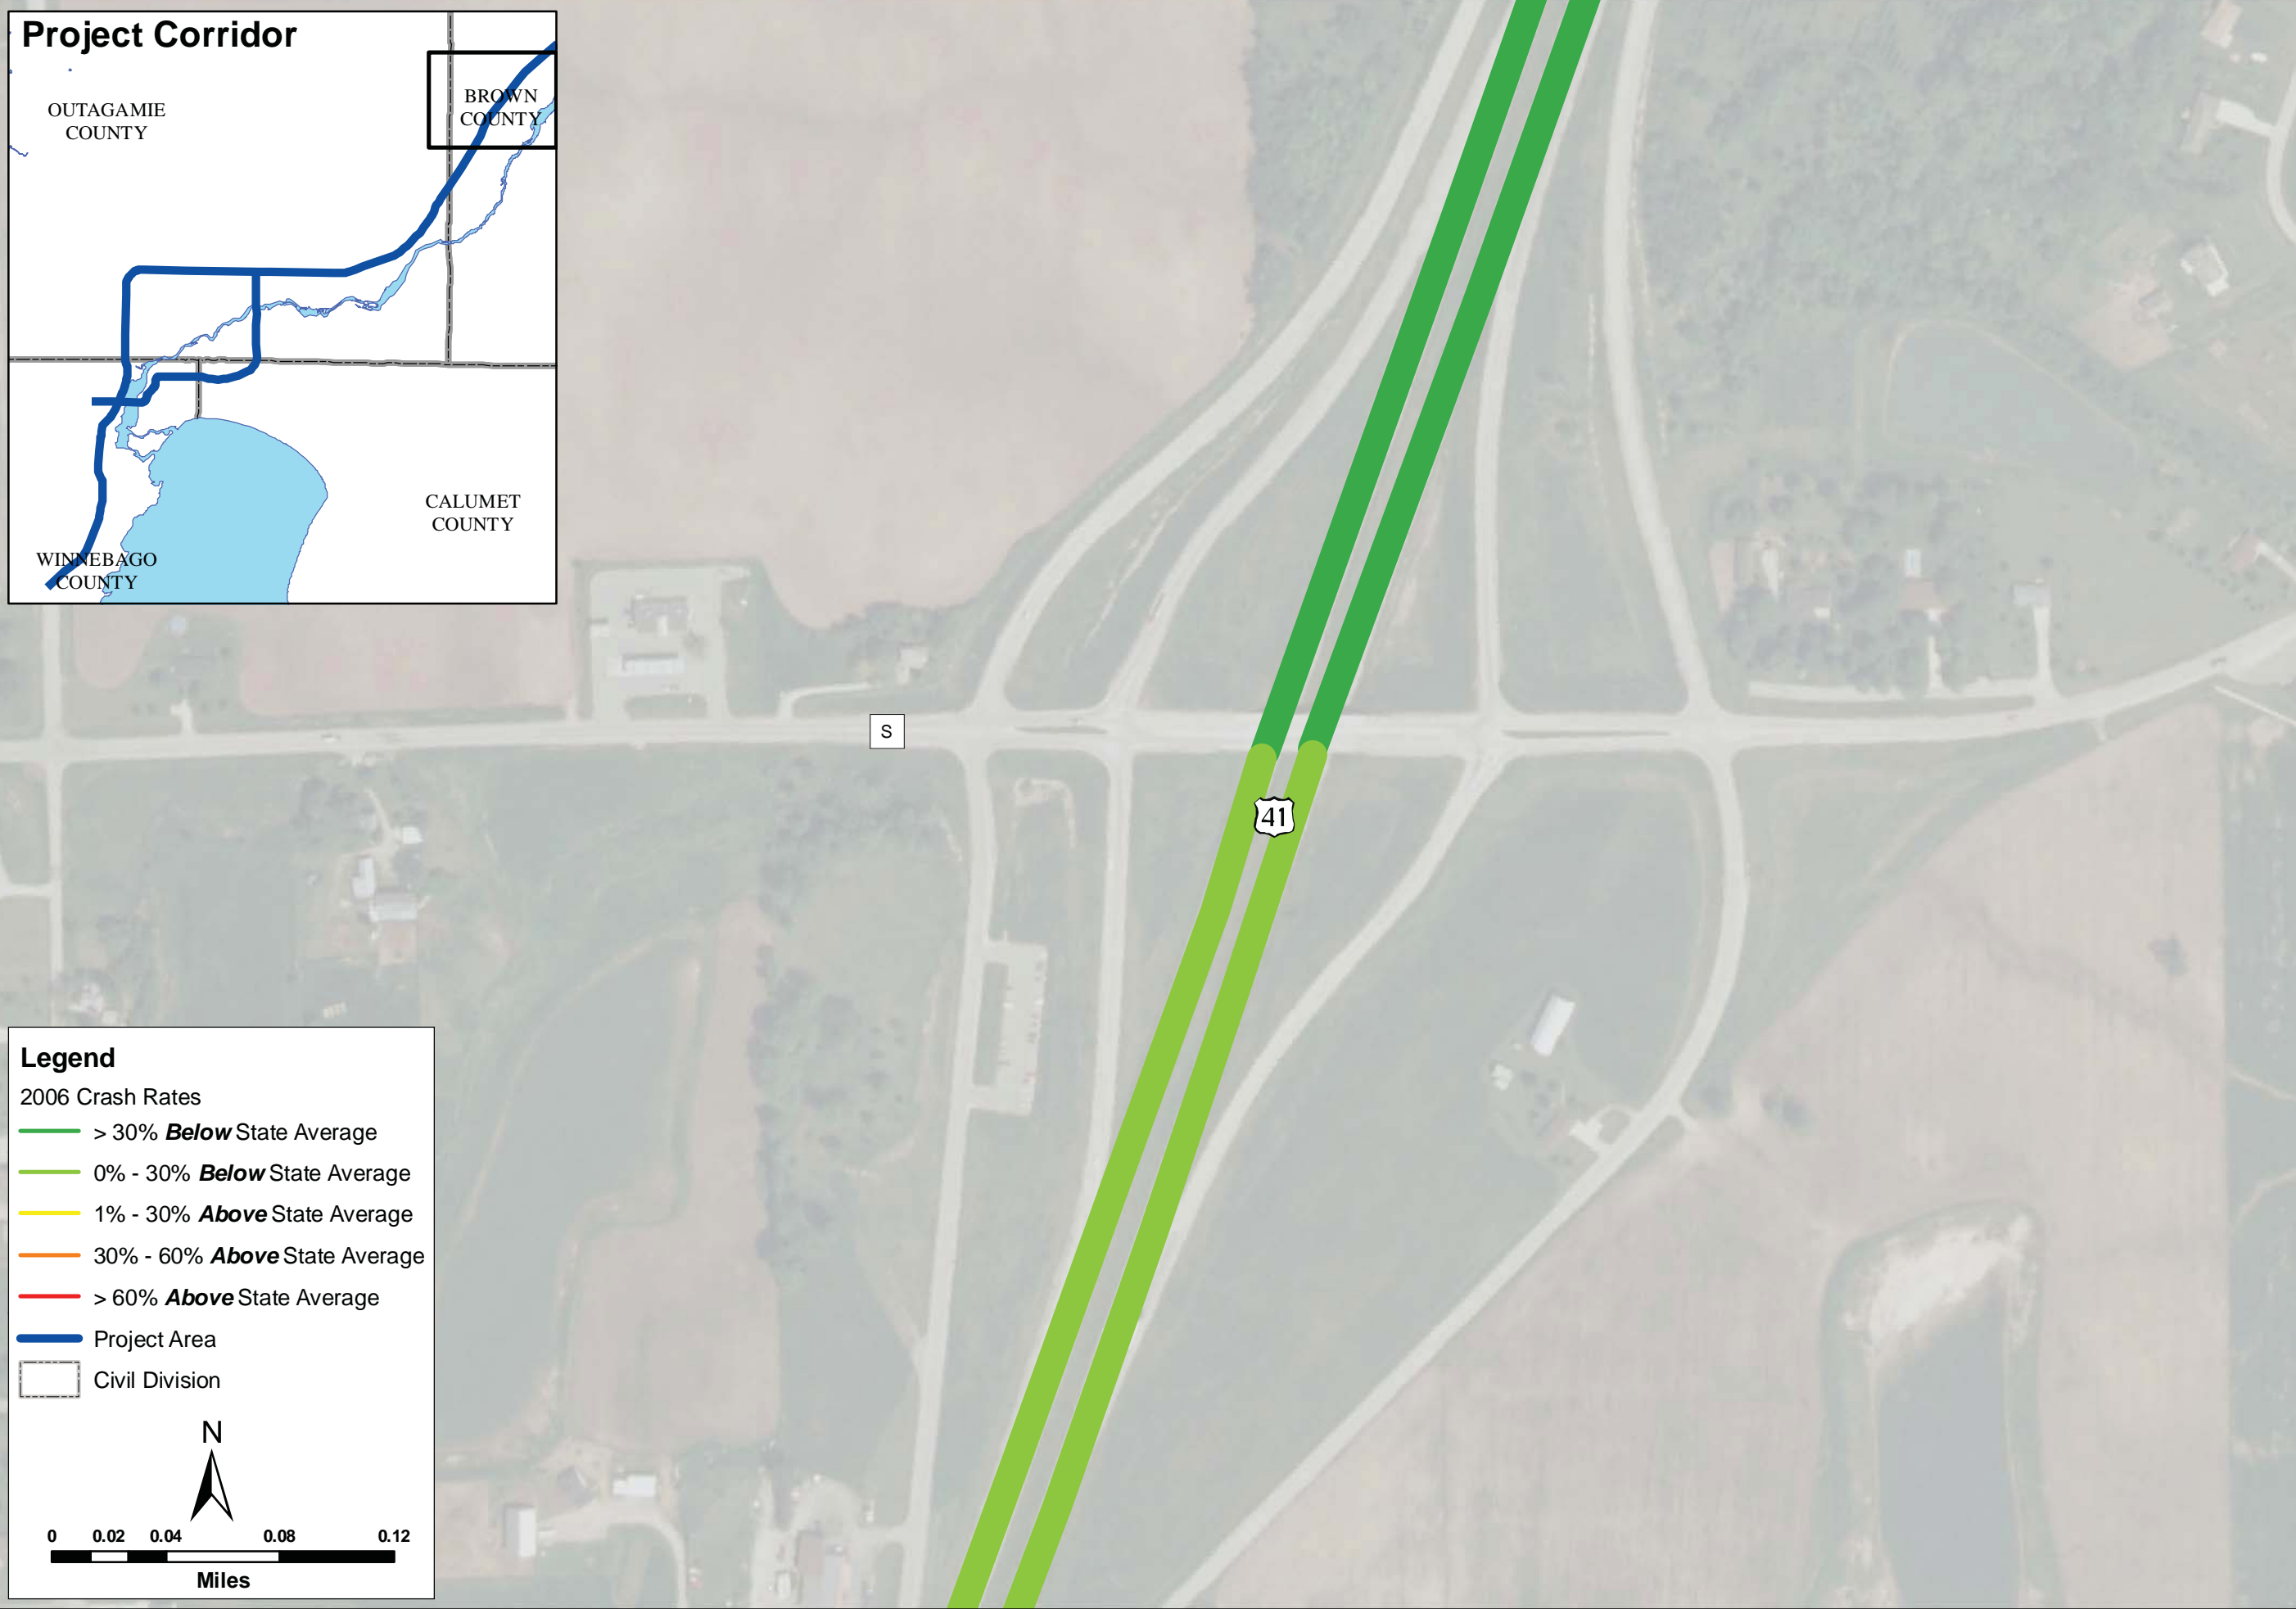 Project Corridor
OUTAGAMIE
COUNTY
BROWN
COUNTY
CALUMET
COUNTY
WINNEBAGO
COUNTY
S
41
Legend
2006 Crash Rates
> 30% Below State Average
0% - 30% Below State Average
1% - 30% Above State Average
30% - 60% Above State Average
> 60% Above State Average
Project Area
Civil Division
N
0 0.02 0.04 0.08 0.12
Miles